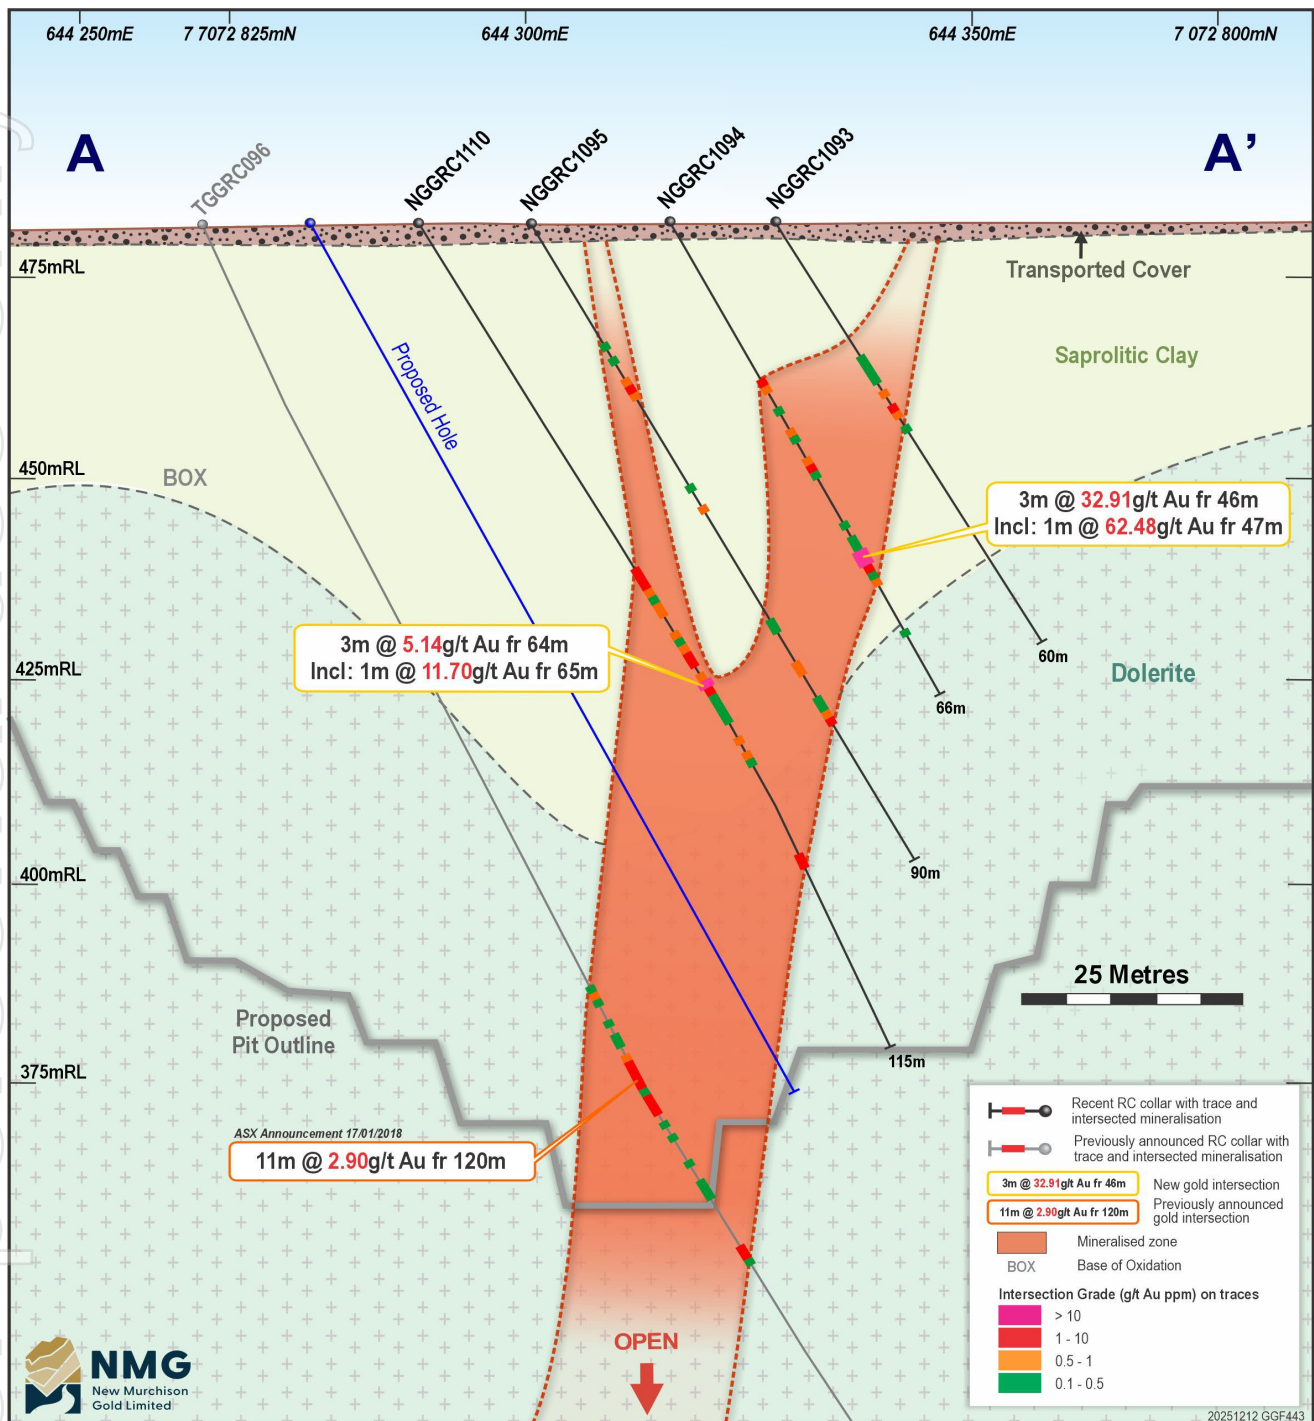 644 250mE
7 7072 825mN
644 300mE
644 350mE
7 072 800mN
A
A’
TGGRC096
NGGRC1110
NGGRC1095
NGGRC1094
NGGRC1093
475mRL
Transported Cover
Proposed Hole
Saprolitic Clay
450mRL
BOX
3m @ 32.91g/t Au fr 46m
Incl: 1m @ 62.48g/t Au fr 47m
3m @ 5.14g/t Au fr 64m
Incl: 1m @ 11.70g/t Au fr 65m
60m
425mRL
Dolerite
66m
400mRL
90m
25 Metres
Proposed
Pit Outline
115m
375mRL
ASX Announcement 17/01/2018
11m @ 2.90g/t Au fr 120m
Recent RC collar with trace and
intersected mineralisation
Previously announced RC collar with
trace and intersected mineralisation
3m @ 32.91g/t Au fr 46m
New gold intersection
11m @ 2.90g/t Au fr 120m
Previously announced
gold intersection
Mineralised zone
BOX
Base of Oxidation
Intersection Grade (g/t Au ppm) on traces
> 10
1 - 10
0.5 - 1
0.1 - 0.5
OPEN
NMG
New Murchison
Gold Limited
20251212 GGF443